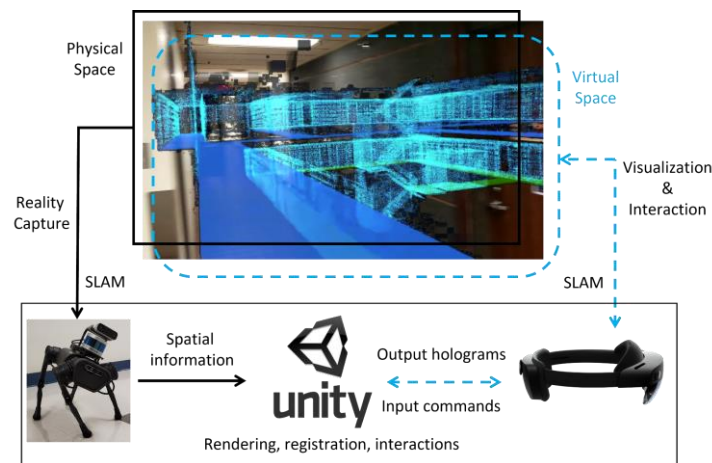 Physical
Space
Virtual
Space
Reality
Capture
Visualization
&
Interaction
SLAM
SLAM
Spatial
information
unity
Output holograms
Input commands
Rendering, registration, interactions